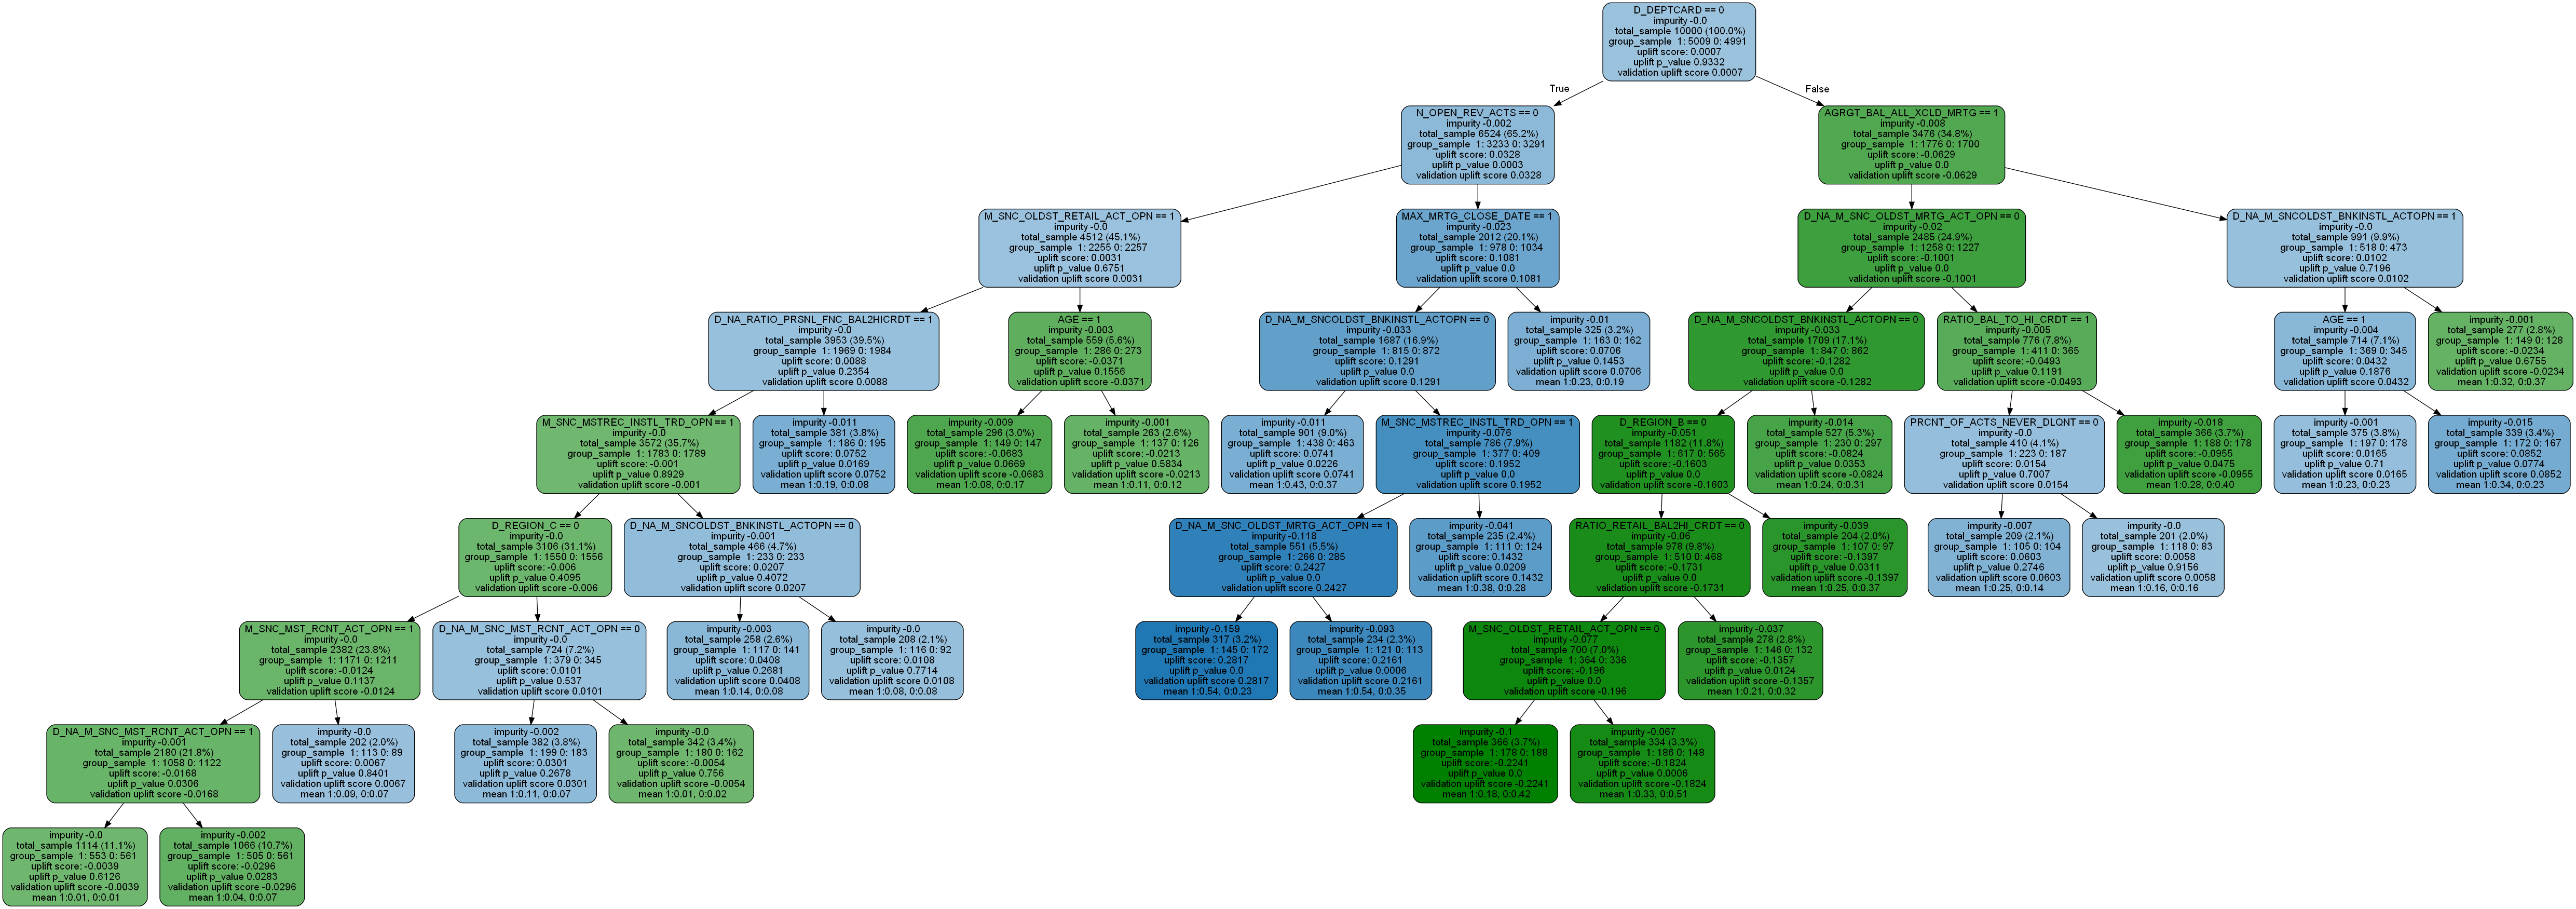 D_DEPTCARD == 0
impurity -0.0
total_sample 10000 (100.0%)
group_sample 1: 5009 0: 4991
uplift score: 0.0007
uplift p_value 0.9332
validation uplift score 0.0007
True
False
N_OPEN_REV_ACTS == 0
impurity -0.002
total_sample 6524 (65.2%)
group_sample 1: 3233 0: 3291
uplift score: 0.0328
uplift p_value 0.0003
validation uplift score 0.0328
AGRGT_BAL_ALL_XCLD_MRTG == 1
impurity -0.008
total_sample 3476 (34.8%)
group_sample 1: 1776 0: 1700
uplift score: -0.0629
uplift p_value 0.0
validation uplift score -0.0629
M_SNC_OLDST_RETAIL_ACT_OPN == 1
impurity -0.0
total_sample 4512 (45.1%)
group_sample 1: 2255 0: 2257
uplift score: 0.0031
uplift p_value 0.6751
validation uplift score 0.0031
MAX_MRTG_CLOSE_DATE == 1
impurity -0.023
total_sample 2012 (20.1%)
group_sample 1: 978 0: 1034
uplift score: 0.1081
uplift p_value 0.0
validation uplift score 0.1081
D_NA_M_SNC_OLDST_MRTG_ACT_OPN == 0
impurity -0.02
total_sample 2485 (24.9%)
group_sample 1: 1258 0: 1227
uplift score: -0.1001
uplift p_value 0.0
validation uplift score -0.1001
D_NA_M_SNCOLDST_BNKINSTL_ACTOPN == 1
impurity -0.0
total_sample 991 (9.9%)
group_sample 1: 518 0: 473
uplift score: 0.0102
uplift p_value 0.7196
validation uplift score 0.0102
D_NA_RATIO_PRSNL_FNC_BAL2HICRDT == 1
impurity -0.0
total_sample 3953 (39.5%)
group_sample 1: 1969 0: 1984
uplift score: 0.0088
uplift p_value 0.2354
validation uplift score 0.0088
AGE == 1
impurity -0.003
total_sample 559 (5.6%)
group_sample 1: 286 0: 273
uplift score: -0.0371
uplift p_value 0.1556
validation uplift score -0.0371
D_NA_M_SNCOLDST_BNKINSTL_ACTOPN == 0
impurity -0.033
total_sample 1687 (16.9%)
group_sample 1: 815 0: 872
uplift score: 0.1291
uplift p_value 0.0
validation uplift score 0.1291
impurity -0.01
total_sample 325 (3.2%)
group_sample 1: 163 0: 162
uplift score: 0.0706
uplift p_value 0.1453
validation uplift score 0.0706
mean 1:0.23, 0:0.19
D_NA_M_SNCOLDST_BNKINSTL_ACTOPN == 0
impurity -0.033
total_sample 1709 (17.1%)
group_sample 1: 847 0: 862
uplift score: -0.1282
uplift p_value 0.0
validation uplift score -0.1282
RATIO_BAL_TO_HI_CRDT == 1
impurity -0.005
total_sample 776 (7.8%)
group_sample 1: 411 0: 365
uplift score: -0.0493
uplift p_value 0.1191
validation uplift score -0.0493
AGE == 1
impurity -0.004
total_sample 714 (7.1%)
group_sample 1: 369 0: 345
uplift score: 0.0432
uplift p_value 0.1876
validation uplift score 0.0432
impurity -0.001
total_sample 277 (2.8%)
group_sample 1: 149 0: 128
uplift score: -0.0234
uplift p_value 0.6755
validation uplift score -0.0234
mean 1:0.32, 0:0.37
M_SNC_MSTREC_INSTL_TRD_OPN == 1
impurity -0.0
total_sample 3572 (35.7%)
group_sample 1: 1783 0: 1789
uplift score: -0.001
uplift p_value 0.8929
validation uplift score -0.001
impurity -0.011
total_sample 381 (3.8%)
group_sample 1: 186 0: 195
uplift score: 0.0752
uplift p_value 0.0169
validation uplift score 0.0752
mean 1:0.19, 0:0.08
impurity -0.009
total_sample 296 (3.0%)
group_sample 1: 149 0: 147
uplift score: -0.0683
uplift p_value 0.0669
validation uplift score -0.0683
mean 1:0.08, 0:0.17
impurity -0.001
total_sample 263 (2.6%)
group_sample 1: 137 0: 126
uplift score: -0.0213
uplift p_value 0.5834
validation uplift score -0.0213
mean 1:0.11, 0:0.12
impurity -0.011
total_sample 901 (9.0%)
group_sample 1: 438 0: 463
uplift score: 0.0741
uplift p_value 0.0226
validation uplift score 0.0741
mean 1:0.43, 0:0.37
M_SNC_MSTREC_INSTL_TRD_OPN == 1
impurity -0.076
total_sample 786 (7.9%)
group_sample 1: 377 0: 409
uplift score: 0.1952
uplift p_value 0.0
validation uplift score 0.1952
D_REGION_B == 0
impurity -0.051
total_sample 1182 (11.8%)
group_sample 1: 617 0: 565
uplift score: -0.1603
uplift p_value 0.0
validation uplift score -0.1603
impurity -0.014
total_sample 527 (5.3%)
group_sample 1: 230 0: 297
uplift score: -0.0824
uplift p_value 0.0353
validation uplift score -0.0824
mean 1:0.24, 0:0.31
PRCNT_OF_ACTS_NEVER_DLQNT == 0
impurity -0.0
total_sample 410 (4.1%)
group_sample 1: 223 0: 187
uplift score: 0.0154
uplift p_value 0.7007
validation uplift score 0.0154
impurity -0.018
total_sample 366 (3.7%)
group_sample 1: 188 0: 178
uplift score: -0.0955
uplift p_value 0.0475
validation uplift score -0.0955
mean 1:0.28, 0:0.40
impurity -0.001
total_sample 375 (3.8%)
group_sample 1: 197 0: 178
uplift score: 0.0165
uplift p_value 0.71
validation uplift score 0.0165
mean 1:0.23, 0:0.23
impurity -0.015
total_sample 339 (3.4%)
group_sample 1: 172 0: 167
uplift score: 0.0852
uplift p_value 0.0774
validation uplift score 0.0852
mean 1:0.34, 0:0.23
D_REGION_C == 0
impurity -0.0
total_sample 3106 (31.1%)
group_sample 1: 1550 0: 1556
uplift score: -0.006
uplift p_value 0.4095
validation uplift score -0.006
D_NA_M_SNCOLDST_BNKINSTL_ACTOPN == 0
impurity -0.001
total_sample 466 (4.7%)
group_sample 1: 233 0: 233
uplift score: 0.0207
uplift p_value 0.4072
validation uplift score 0.0207
D_NA_M_SNC_OLDST_MRTG_ACT_OPN == 1
impurity -0.118
total_sample 551 (5.5%)
group_sample 1: 266 0: 285
uplift score: 0.2427
uplift p_value 0.0
validation uplift score 0.2427
impurity -0.041
total_sample 235 (2.4%)
group_sample 1: 111 0: 124
uplift score: 0.1432
uplift p_value 0.0209
validation uplift score 0.1432
mean 1:0.38, 0:0.28
RATIO_RETAIL_BAL2HI_CRDT == 0
impurity -0.06
total_sample 978 (9.8%)
group_sample 1: 510 0: 468
uplift score: -0.1731
uplift p_value 0.0
validation uplift score -0.1731
impurity -0.039
total_sample 204 (2.0%)
group_sample 1: 107 0: 97
uplift score: -0.1397
uplift p_value 0.0311
validation uplift score -0.1397
mean 1:0.25, 0:0.37
impurity -0.007
total_sample 209 (2.1%)
group_sample 1: 105 0: 104
uplift score: 0.0603
uplift p_value 0.2746
validation uplift score 0.0603
mean 1:0.25, 0:0.14
impurity -0.0
total_sample 201 (2.0%)
group_sample 1: 118 0: 83
uplift score: 0.0058
uplift p_value 0.9156
validation uplift score 0.0058
mean 1:0.16, 0:0.16
M_SNC_MST_RCNT_ACT_OPN == 1
impurity -0.0
total_sample 2382 (23.8%)
group_sample 1: 1171 0: 1211
uplift score: -0.0124
uplift p_value 0.1137
validation uplift score -0.0124
D_NA_M_SNC_MST_RCNT_ACT_OPN == 0
impurity -0.0
total_sample 724 (7.2%)
group_sample 1: 379 0: 345
uplift score: 0.0101
uplift p_value 0.537
validation uplift score 0.0101
impurity -0.003
total_sample 258 (2.6%)
group_sample 1: 117 0: 141
uplift score: 0.0408
uplift p_value 0.2681
validation uplift score 0.0408
mean 1:0.14, 0:0.08
impurity -0.0
total_sample 208 (2.1%)
group_sample 1: 116 0: 92
uplift score: 0.0108
uplift p_value 0.7714
validation uplift score 0.0108
mean 1:0.08, 0:0.08
impurity -0.159
total_sample 317 (3.2%)
group_sample 1: 145 0: 172
uplift score: 0.2817
uplift p_value 0.0
validation uplift score 0.2817
mean 1:0.54, 0:0.23
impurity -0.093
total_sample 234 (2.3%)
group_sample 1: 121 0: 113
uplift score: 0.2161
uplift p_value 0.0006
validation uplift score 0.2161
mean 1:0.54, 0:0.35
M_SNC_OLDST_RETAIL_ACT_OPN == 0
impurity -0.077
total_sample 700 (7.0%)
group_sample 1: 364 0: 336
uplift score: -0.196
uplift p_value 0.0
validation uplift score -0.196
impurity -0.037
total_sample 278 (2.8%)
group_sample 1: 146 0: 132
uplift score: -0.1357
uplift p_value 0.0124
validation uplift score -0.1357
mean 1:0.21, 0:0.32
D_NA_M_SNC_MST_RCNT_ACT_OPN == 1
impurity -0.001
total_sample 2180 (21.8%)
group_sample 1: 1058 0: 1122
uplift score: -0.0168
uplift p_value 0.0306
validation uplift score -0.0168
impurity -0.0
total_sample 202 (2.0%)
group_sample 1: 113 0: 89
uplift score: 0.0067
uplift p_value 0.8401
validation uplift score 0.0067
mean 1:0.09, 0:0.07
impurity -0.002
total_sample 382 (3.8%)
group_sample 1: 199 0: 183
uplift score: 0.0301
uplift p_value 0.2678
validation uplift score 0.0301
mean 1:0.11, 0:0.07
impurity -0.0
total_sample 342 (3.4%)
group_sample 1: 180 0: 162
uplift score: -0.0054
uplift p_value 0.756
validation uplift score -0.0054
mean 1:0.01, 0:0.02
impurity -0.1
total_sample 366 (3.7%)
group_sample 1: 178 0: 188
uplift score: -0.2241
uplift p_value 0.0
validation uplift score -0.2241
mean 1:0.18, 0:0.42
impurity -0.067
total_sample 334 (3.3%)
group_sample 1: 186 0: 148
uplift score: -0.1824
uplift p_value 0.0006
validation uplift score -0.1824
mean 1:0.33, 0:0.51
impurity -0.0
total_sample 1114 (11.1%)
group_sample 1: 553 0: 561
uplift score: -0.0039
uplift p_value 0.6126
validation uplift score -0.0039
mean 1:0.01, 0:0.01
impurity -0.002
total_sample 1066 (10.7%)
group_sample 1: 505 0: 561
uplift score: -0.0296
uplift p_value 0.0283
validation uplift score -0.0296
mean 1:0.04, 0:0.07